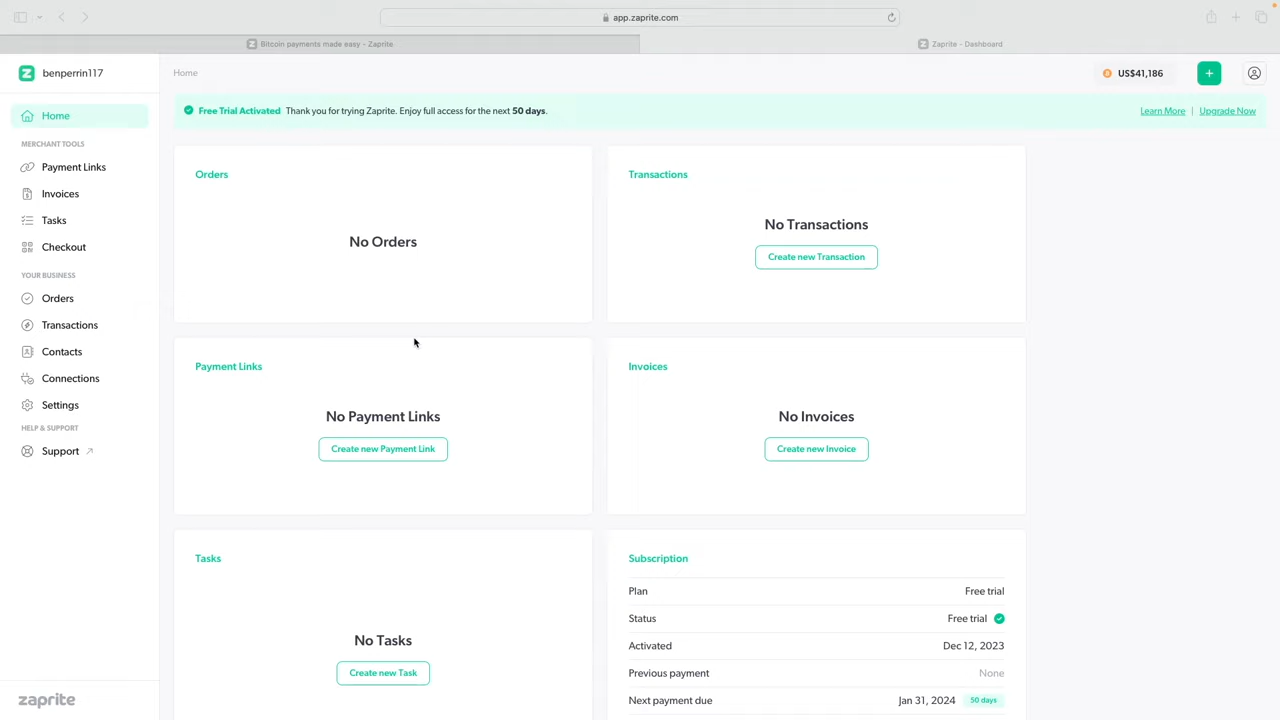 app.zaprite.com
Bitcoin payments made easy - Zaprite
Zaprite - Dashboard
benperrin117
Home
US$41,186
Free Trial Activated Thank you for trying Zaprite. Enjoy full access for the next 50 days.
Learn More | Upgrade Now
Home
MERCHANT TOOLS
Payment Links
Invoices
Tasks
Checkout
YOUR BUSINESS
Orders
Transactions
Contacts
Connections
Settings
HELP & SUPPORT
Support
zaprite
Orders
No Orders
Transactions
No Transactions
Create new Transaction
Payment Links
No Payment Links
Create new Payment Link
Invoices
No Invoices
Create new Invoice
Tasks
No Tasks
Create new Task
Subscription
Plan Free trial
Status Free trial
Activated Dec 12, 2023
Previous payment None
Next payment due Jan 31, 2024 50 days